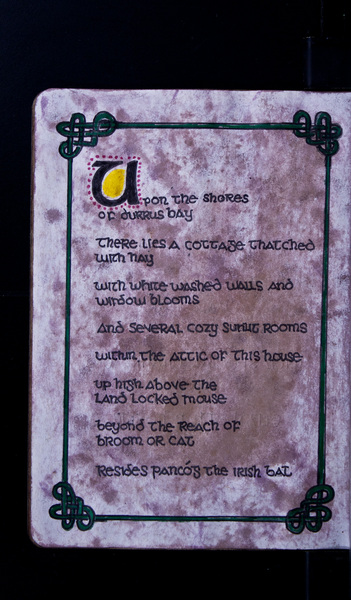 Upon the shores
of Durrus bay
There lies a cottage thatched
with hay
with white washed walls and
window blooms
And several cozy sunlit rooms
within the attic of this house
up high above the
land locked mouse
beyond the reach of
broom or cat
Resides Pancóg the Irish bat